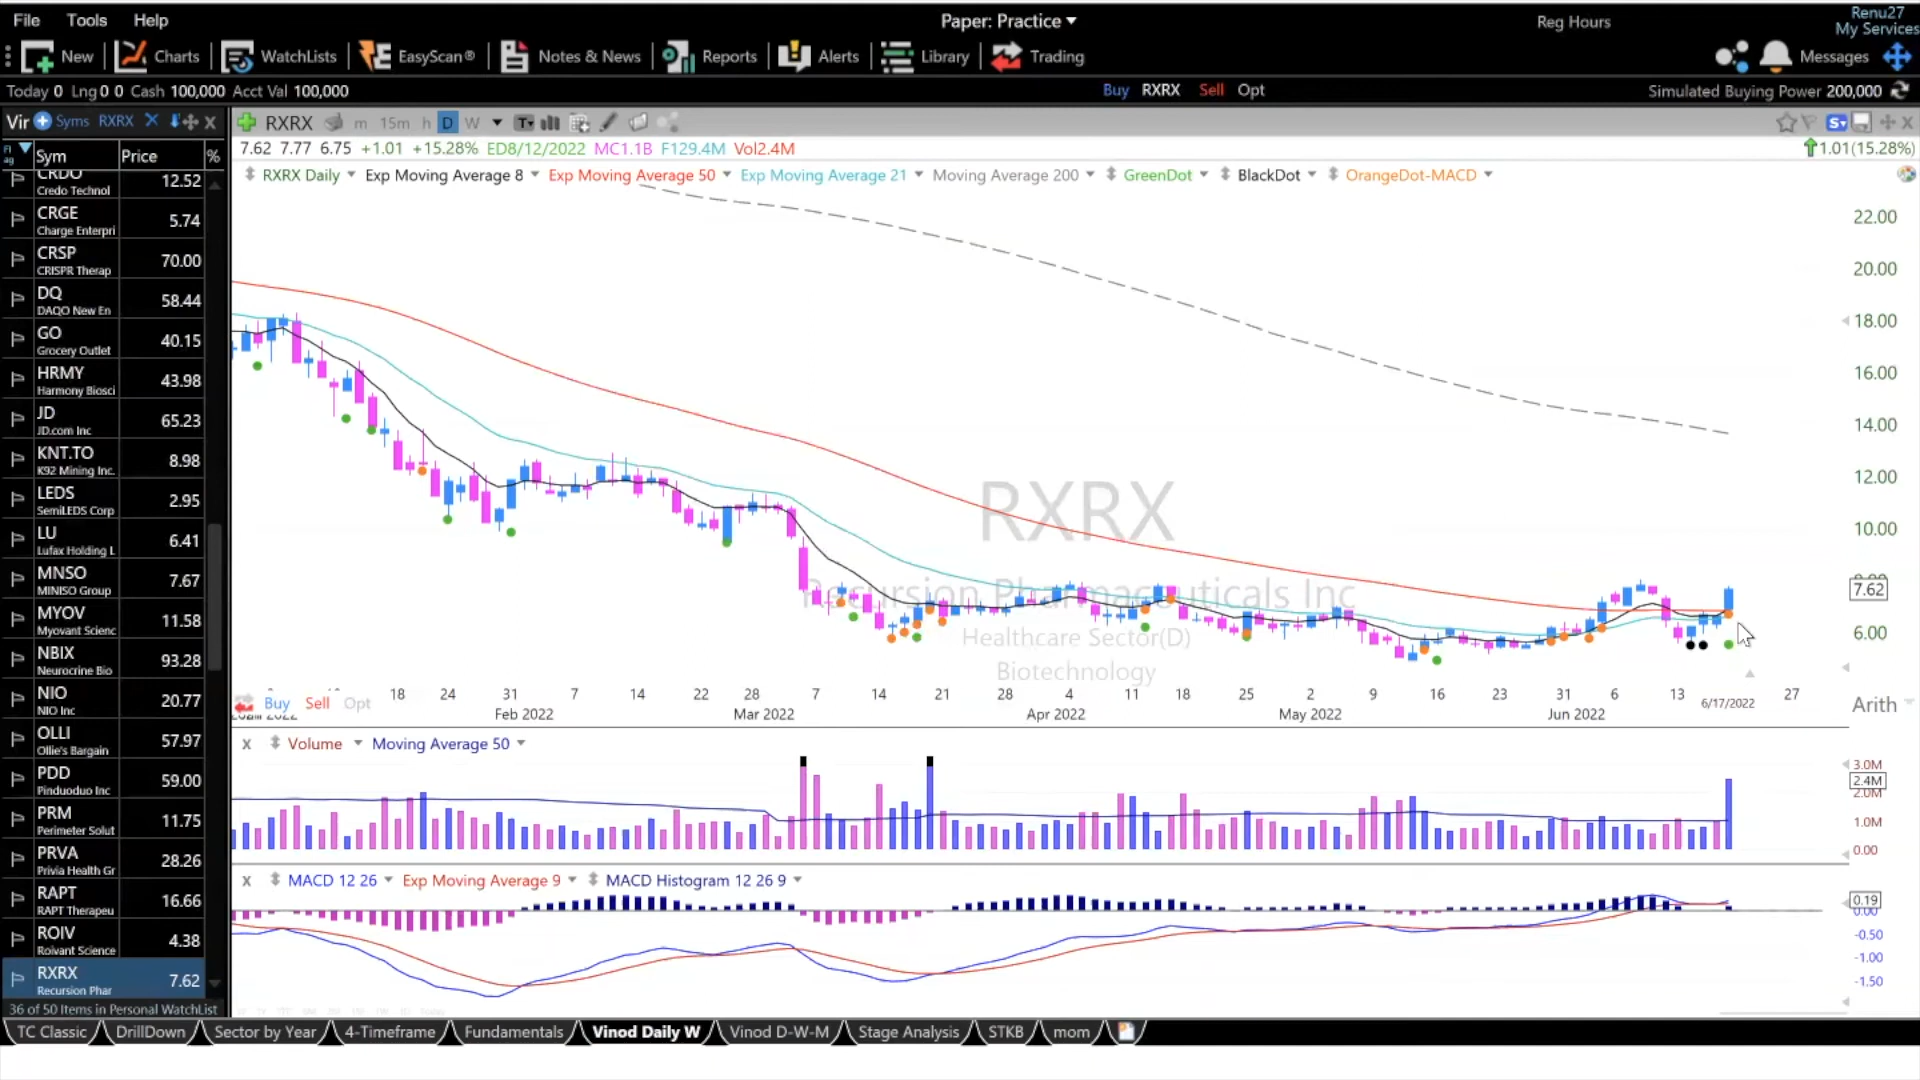 File Tools Help
Paper: Practice
Reg Hours
Renu27
My Services
New Charts WatchLists EasyScan® Notes & News Reports Alerts Library Trading
Messages
Today 0 Lng 0 0 Cash 100,000 Acct Val 100,000
Buy RXRX Sell Opt
Simulated Buying Power 200,000
Vir Syms RXRX X
RXRX m 15m h D W
7.62 7.77 6.75 +1.01 +15.28% ED8/12/2022 MC1.1B F129.4M Vol2.4M
1.01(15.28%)
RXRX Daily Exp Moving Average 8 Exp Moving Average 50 Exp Moving Average 21 Moving Average 200 GreenDot BlackDot OrangeDot-MACD
Flag Sym Price %
CRDO 12.52
Credo Technol
CRGE 5.74
Charge Enterpri
CRSP 70.00
CRISPR Therap
DQ 58.44
DAQO New En
GO 40.15
Grocery Outlet
HRMY 43.98
Harmony Biosci
JD 65.23
JD.com Inc
KNT.TO 8.98
K92 Mining Inc.
LEDS 2.95
SemiLEDS Corp
LU 6.41
Lufax Holding L
MNSO 7.67
MINISO Group
MYOV 11.58
Myovant Scienc
NBIX 93.28
Neurocrine Bio
NIO 20.77
NIO Inc
OLLI 57.97
Ollie's Bargain
PDD 59.00
Pinduoduo Inc
PRM 11.75
Perimeter Solut
PRVA 28.26
Privia Health Gr
RAPT 16.66
RAPT Therapeu
ROIV 4.38
Roivant Science
RXRX 7.62
Recursion Phar
36 of 50 Items in Personal WatchList
22.00
20.00
18.00
16.00
14.00
12.00
10.00
8.00
7.62
6.00
RXRX
Recursion Pharmaceuticals Inc
Healthcare Sector(D)
Biotechnology
18 24 31 7 14 22 28 7 14 21 28 4 11 18 25 2 9 16 23 31 6 13 27
Buy Sell Opt
6/17/2022
Arith
2022 Feb 2022 Mar 2022 Apr 2022 May 2022 Jun 2022
X Volume Moving Average 50
3.0M
2.4M
2.0M
1.0M
0.00
X MACD 12 26 Exp Moving Average 9 MACD Histogram 12 26 9
0.19
0.00
-0.50
-1.00
-1.50
TC Classic DrillDown Sector by Year 4-Timeframe Fundamentals Vinod Daily W Vinod D-W-M Stage Analysis STKB mom